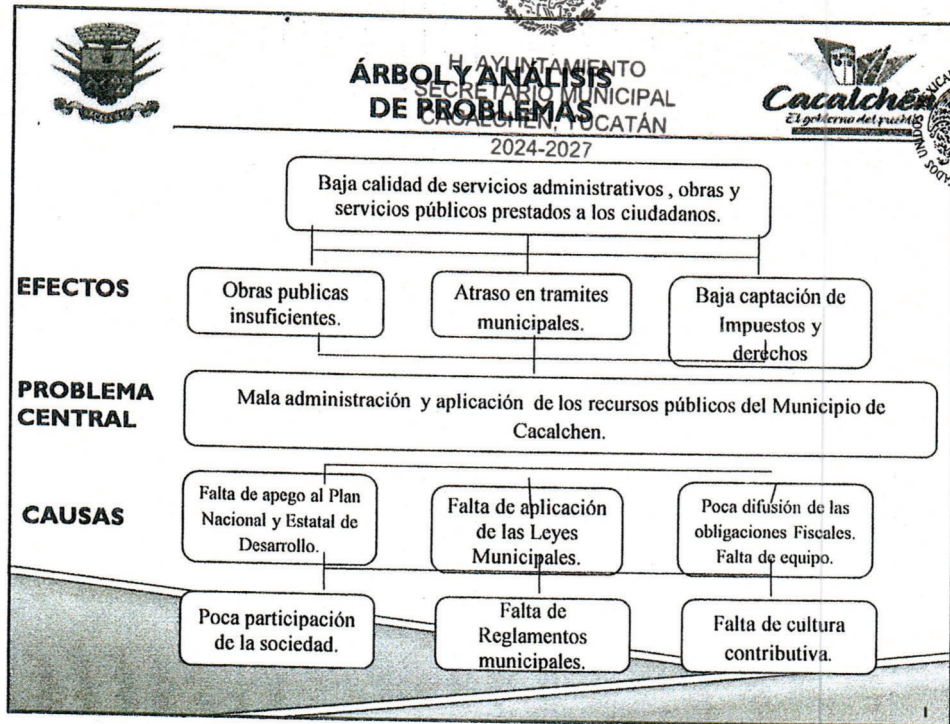 ÁRBOL Y ANÁLISIS
DE PROBLEMAS
H. AYUNTAMIENTO
SECRETARIO MUNICIPAL
CACALCHEN, YUCATÁN
2024-2027
Cacalchén
El gobierno del pueblo
UNIDOS
Baja calidad de servicios administrativos , obras y
servicios públicos prestados a los ciudadanos.
EFECTOS
Obras publicas
insuficientes.
Atraso en tramites
municipales.
Baja captación de
Impuestos y
derechos
PROBLEMA
CENTRAL
Mala administración y aplicación de los recursos públicos del Municipio de
Cacalchen.
CAUSAS
Falta de apego al Plan
Nacional y Estatal de
Desarrollo.
Falta de aplicación
de las Leyes
Municipales.
Poca difusión de las
obligaciones Fiscales.
Falta de equipo.
Poca participación
de la sociedad.
Falta de
Reglamentos
municipales.
Falta de cultura
contributiva.
1